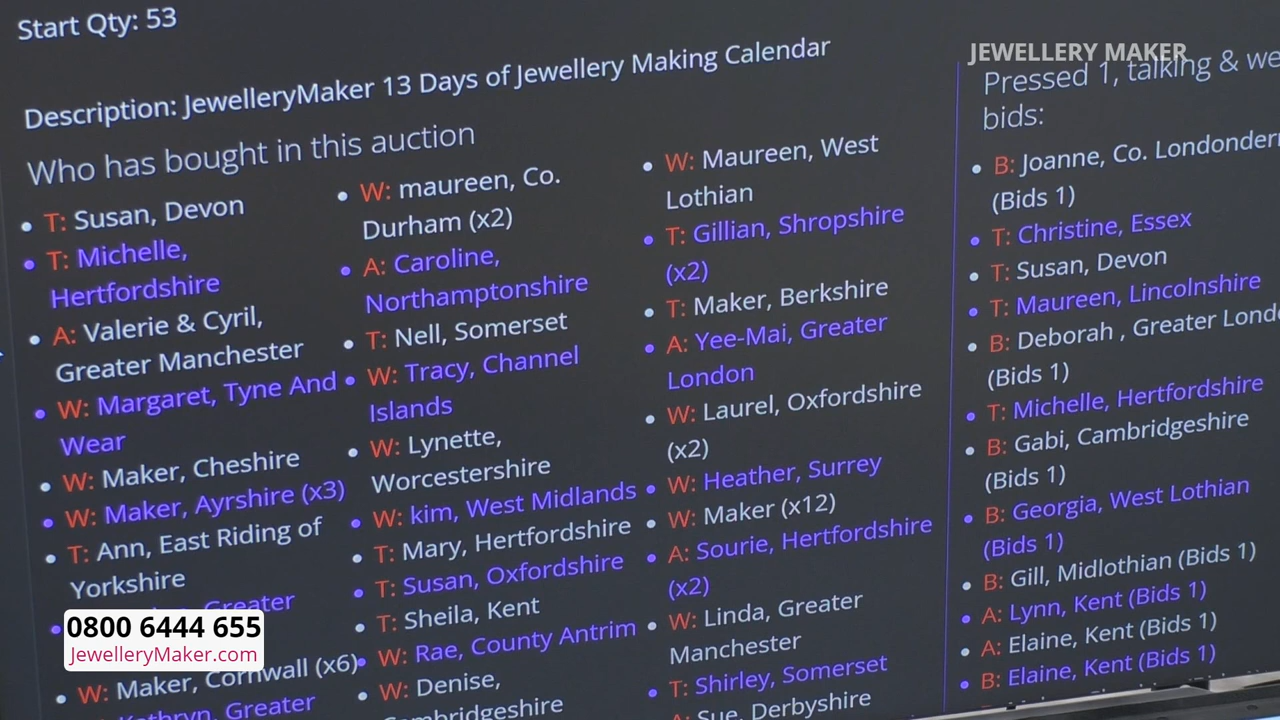 Start Qty: 53
JEWELLERY MAKER
Description: JewelleryMaker 13 Days of Jewellery Making Calendar
Who has bought in this auction
T: Susan, Devon
T: Michelle,
Hertfordshire
A: Valerie & Cyril,
Greater Manchester
W: Margaret, Tyne And
Wear
W: Maker, Cheshire
W: Maker, Ayrshire (x3)
T: Ann, East Riding of
Yorkshire
Greater
W: Maker, Cornwall (x6)
Kathryn, Greater
W: maureen, Co.
Durham (x2)
A: Caroline,
Northamptonshire
T: Nell, Somerset
W: Tracy, Channel
Islands
W: Lynette,
Worcestershire
W: kim, West Midlands
T: Mary, Hertfordshire
T: Susan, Oxfordshire
T: Sheila, Kent
W: Rae, County Antrim
W: Denise,
W: Maureen, West
Lothian
T: Gillian, Shropshire
(x2)
T: Maker, Berkshire
A: Yee-Mai, Greater
London
W: Laurel, Oxfordshire
(x2)
W: Heather, Surrey
W: Maker (x12)
A: Sourie, Hertfordshire
(x2)
W: Linda, Greater
Manchester
T: Shirley, Somerset
A: Sue, Derbyshire
Pressed 1, talking & we
bids:
B: Joanne, Co. Londonder
(Bids 1)
T: Christine, Essex
T: Susan, Devon
T: Maureen, Lincolnshire
B: Deborah , Greater Lond
(Bids 1)
T: Michelle, Hertfordshire
B: Gabi, Cambridgeshire
(Bids 1)
B: Georgia, West Lothian
(Bids 1)
B: Gill, Midlothian (Bids 1)
A: Lynn, Kent (Bids 1)
A: Elaine, Kent (Bids 1)
B: Elaine, Kent (Bids 1)
0800 6444 655
JewelleryMaker.com